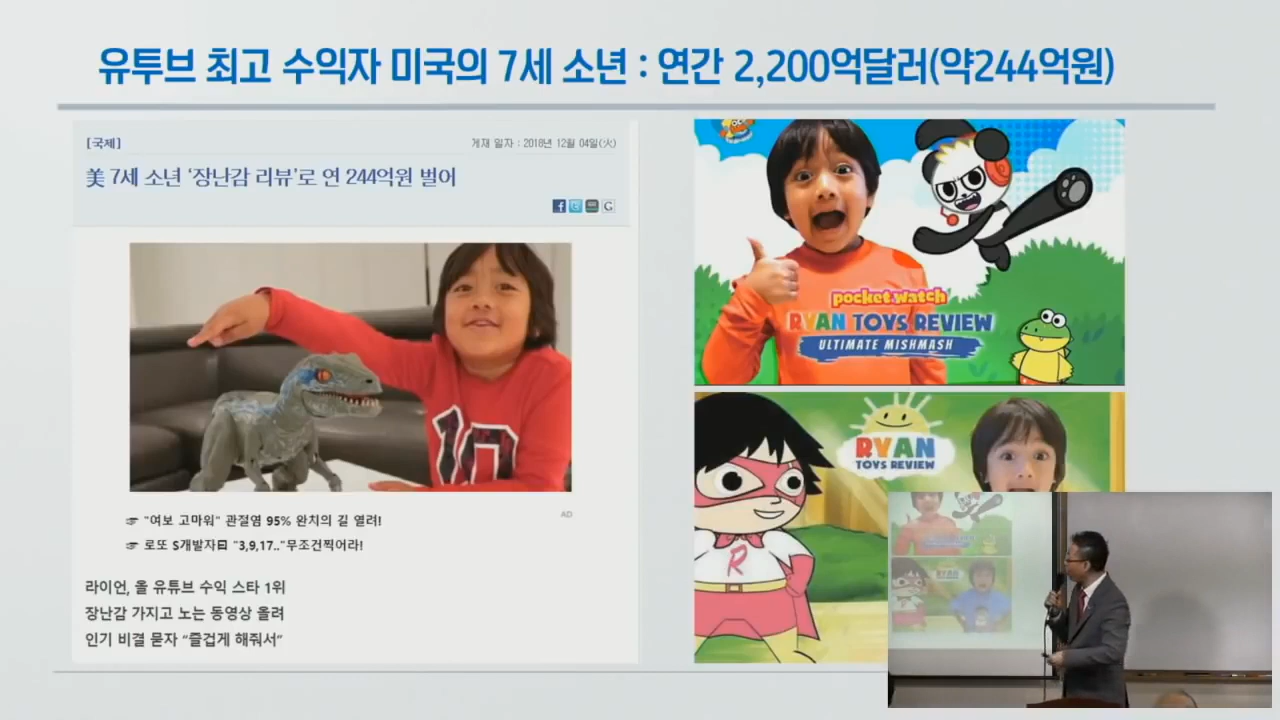 유투브 최고 수익자 미국의 7세 소년 : 연간 2,200억달러(약244억원)
[국제]
게재 일자 : 2018년 12월 04일(火)
美 7세 소년 ‘장난감 리뷰’로 연 244억원 벌어
f
G
10
AD
☞ "여보 고마워" 관절염 95% 완치의 길 열려!
☞ 로또 S개발자曰 "3,9,17.."무조건찍어라!
라이언, 올 유튜브 수익 스타 1위
장난감 가지고 노는 동영상 올려
인기 비결 묻자 “즐겁게 해줘서”
pocket.watch
RYAN TOYS REVIEW
ULTIMATE MISHMASH
RYAN
TOYS REVIEW
R